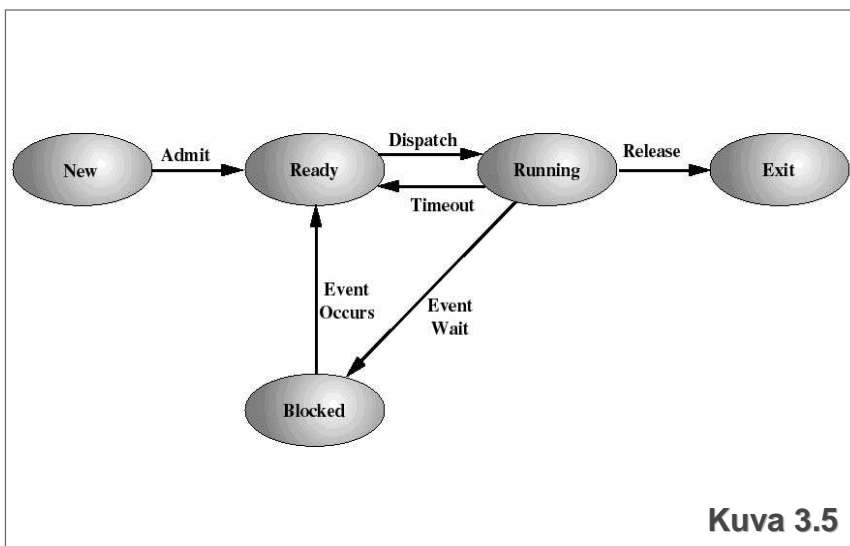 Dispatch
Admit
Release
New
Ready
Running
Exit
Timeout
Event
Occurs
Event
Wait
Blocked
Kuva 3.5